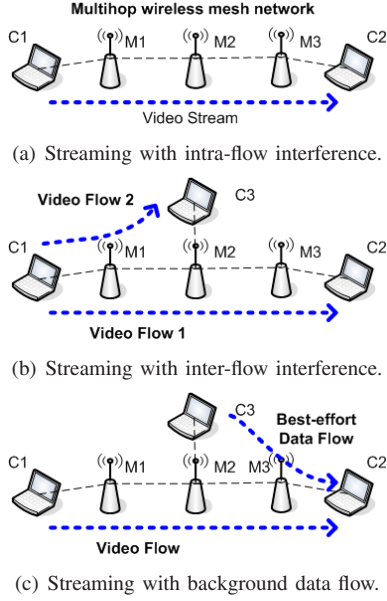 Multihop wireless mesh network
C1 M1 M2 M3 C2
Video Stream
(a) Streaming with intra-flow interference.
Video Flow 2 C3
C1 M1 M2 M3 C2
Video Flow 1
(b) Streaming with inter-flow interference.
C3 Best-effort
Data Flow
C1 M1 M2 M3 C2
Video Flow
(c) Streaming with background data flow.